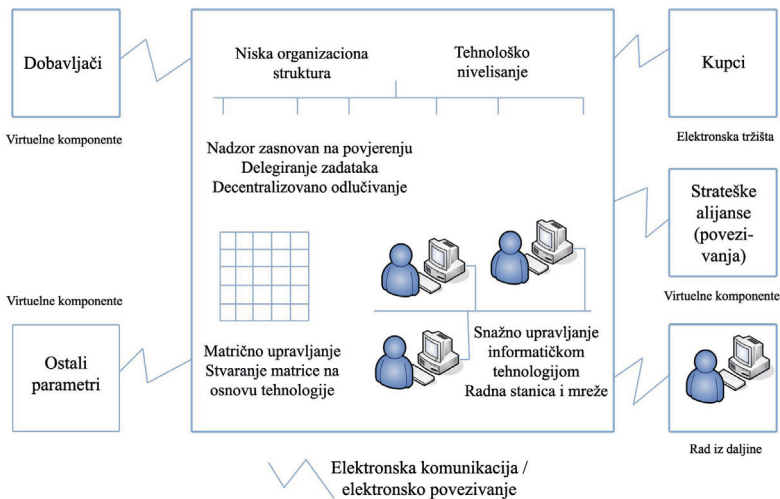 Dobavljači
Virtuelne komponente
Niska organizaciona
struktura
Tehnološko
nivelisanje
Kupci
Elektronska tržišta
Nadzor zasnovan na povjerenju
Delegiranje zadataka
Decentralizovano odlučivanje
Strateške
alijanse
(povezi-
vanja)
Virtuelne komponente
Virtuelne komponente
Ostali
parametri
Matrično upravljanje
Stvaranje matrice na
osnovu tehnologije
Snažno upravljanje
informatičkom
tehnologijom
Radna stanica i mreže
Rad iz daljine
Elektronska komunikacija /
elektronsko povezivanje